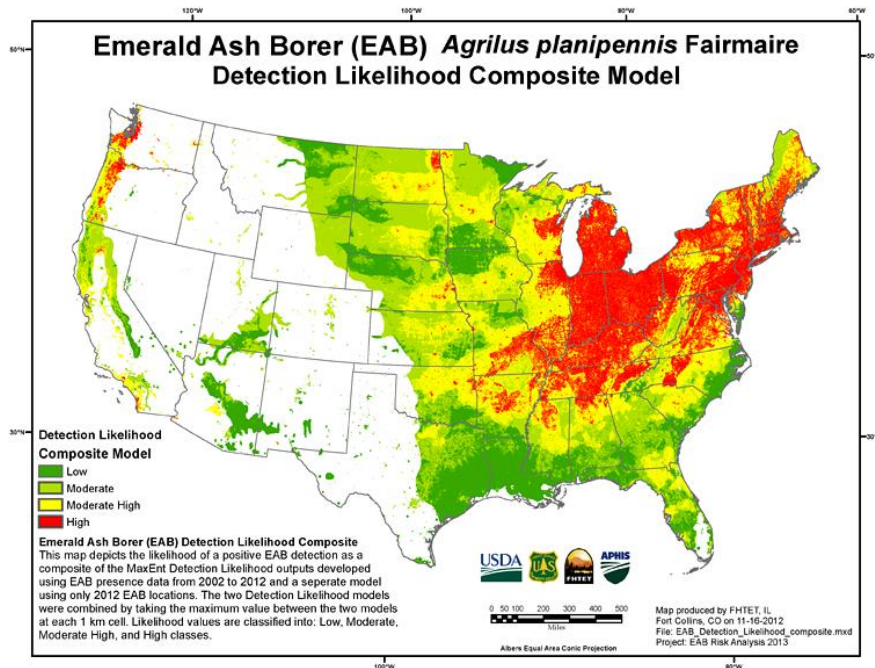 120°W 100°W 80°W 60°W
50°N
50°N
Emerald Ash Borer (EAB) Agrilus planipennis Fairmaire
Detection Likelihood Composite Model
30°N
30°N
Detection Likelihood
Composite Model
Low
Moderate
Moderate High
High
Emerald Ash Borer (EAB) Detection Likelihood Composite
This map depicts the likelihood of a positive EAB detection as a
composite of the MaxEnt Detection Likelihood outputs developed
using EAB presence data from 2002 to 2012 and a seperate model
using only 2012 EAB locations. The two Detection Likelihood models
were combined by taking the maximum value between the two models
at each 1 km cell. Likelihood values are classified into: Low, Moderate,
Moderate High, and High classes.
USDA
UAS
FHTET
APHIS
0 50 100 200 300 400 500
Miles
Albers Equal Area Conic Projection
Map produced by FHTET, IL
Fort Collins, CO on 11-16-2012
File: EAB_Detection_Likelihood_composite.mxd
Project: EAB Risk Analysis 2013
100°W 80°W